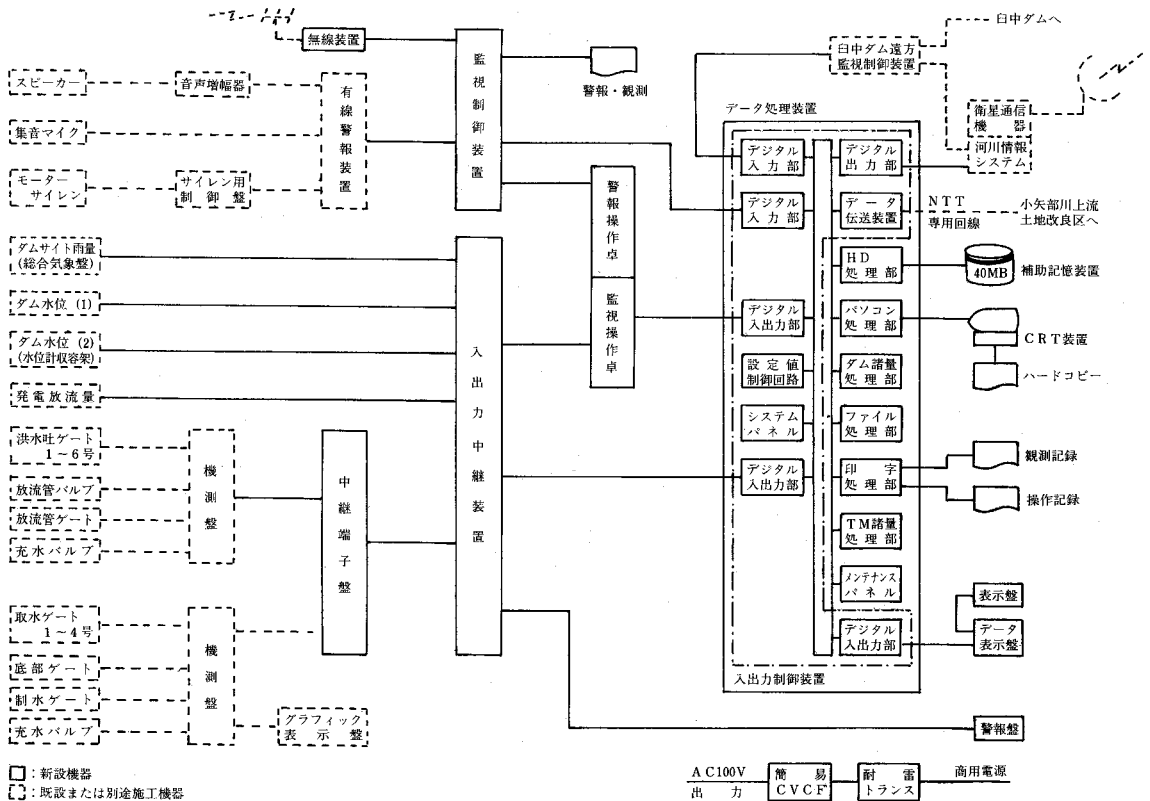 無線装置
監視制御装置
警報・観測
スピーカー
音声増幅器
集音マイク
有線警報装置
モーター
サイレン
サイレン用
制御盤
ダムサイト雨量
(総合気象盤)
ダム水位 (1)
ダム水位 (2)
(水位計収容架)
発電放流量
洪水吐ゲート
1～6号
放流管バルブ
放流管ゲート
充水バルブ
機測盤
中継端子盤
入出力中継装置
取水ゲート
1～4号
底部ゲート
制水ゲート
充水バルブ
機測盤
グラフィック
表示盤
警報操作卓
監視操作卓
臼中ダムへ
臼中ダム遠方
監視制御装置
衛星通信
機器
河川情報
システム
データ処理装置
デジタル
入力部
デジタル
出力部
デジタル
入力部
データ
伝送装置
NTT
専用回線
小矢部川上流
土地改良区へ
HD
処理部
40MB
補助記憶装置
デジタル
入出力部
パソコン
処理部
CRT装置
設定値
制御回路
ダム諸量
処理部
ハードコピー
システム
パネル
ファイル
処理部
デジタル
入出力部
印字
処理部
観測記録
操作記録
TM諸量
処理部
メンテナンス
パネル
デジタル
入出力部
表示盤
データ
表示盤
入出力制御装置
警報盤
AC100V
出力
簡易
CVCF
耐雷
トランス
商用電源
：新設機器
：既設または別途施工機器